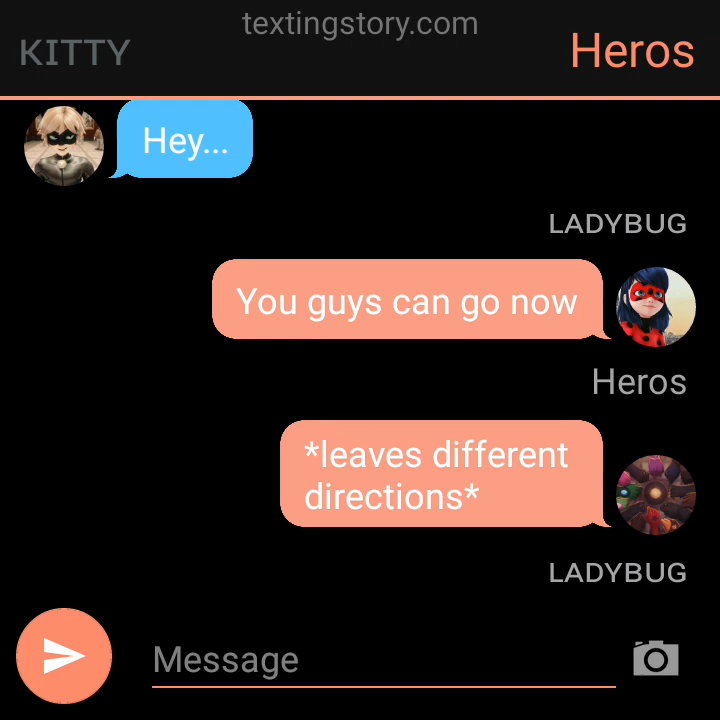 textingstory.com
KITTY
Heros
Hey...
LADYBUG
You guys can go now
Heros
*leaves different
directions*
LADYBUG
Message